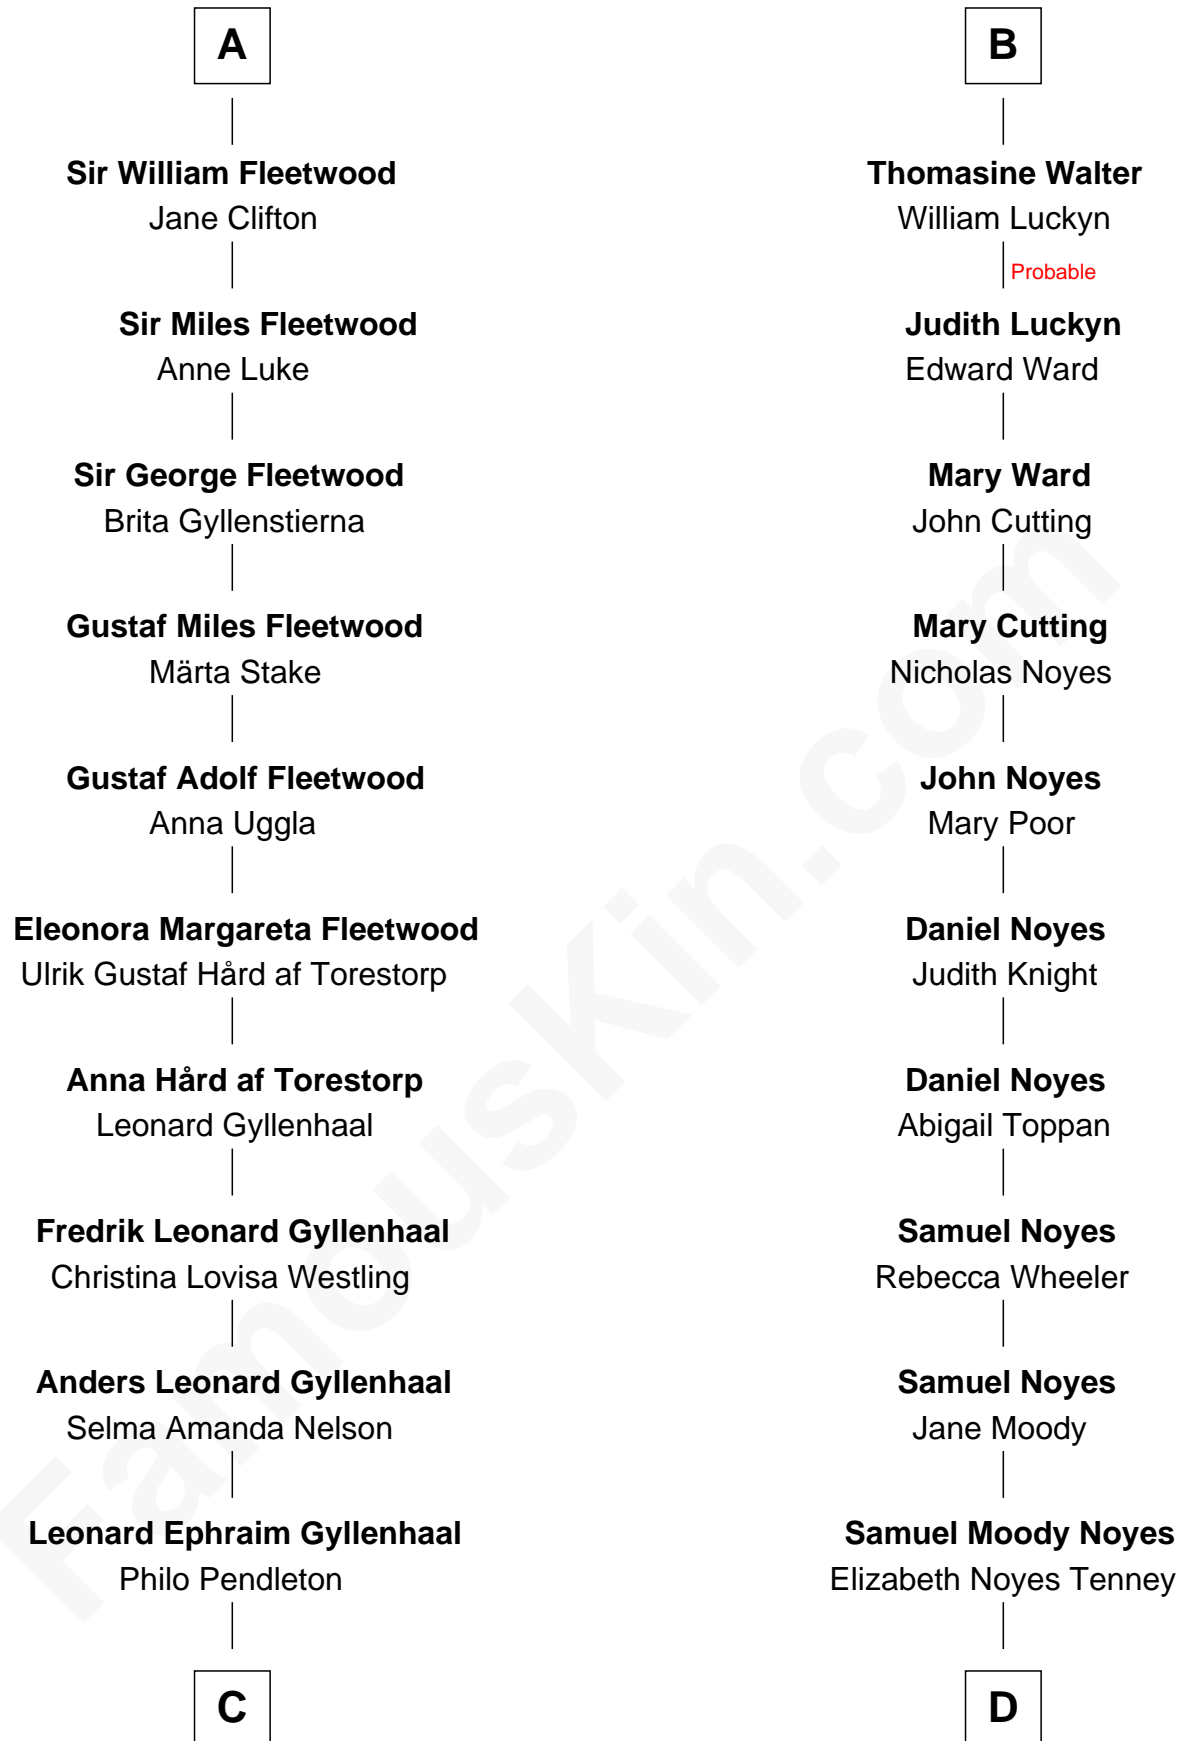 A
Sir William Fleetwood
Jane Clifton
Sir Miles Fleetwood
Anne Luke
Sir George Fleetwood
Brita Gyllenstierna
Gustaf Miles Fleetwood
Märta Stake
Gustaf Adolf Fleetwood
Anna Uggla
Eleonora Margareta Fleetwood
Ulrik Gustaf Hård af Torestorp
Anna Hård af Torestorp
Leonard Gyllenhaal
Fredrik Leonard Gyllenhaal
Christina Lovisa Westling
Anders Leonard Gyllenhaal
Selma Amanda Nelson
Leonard Ephraim Gyllenhaal
Philo Pendleton
C
B
Thomasine Walter
William Luckyn
Probable
Judith Luckyn
Edward Ward
Mary Ward
John Cutting
Mary Cutting
Nicholas Noyes
John Noyes
Mary Poor
Daniel Noyes
Judith Knight
Daniel Noyes
Abigail Toppan
Samuel Noyes
Rebecca Wheeler
Samuel Noyes
Jane Moody
Samuel Moody Noyes
Elizabeth Noyes Tenney
D
FamousKin.com